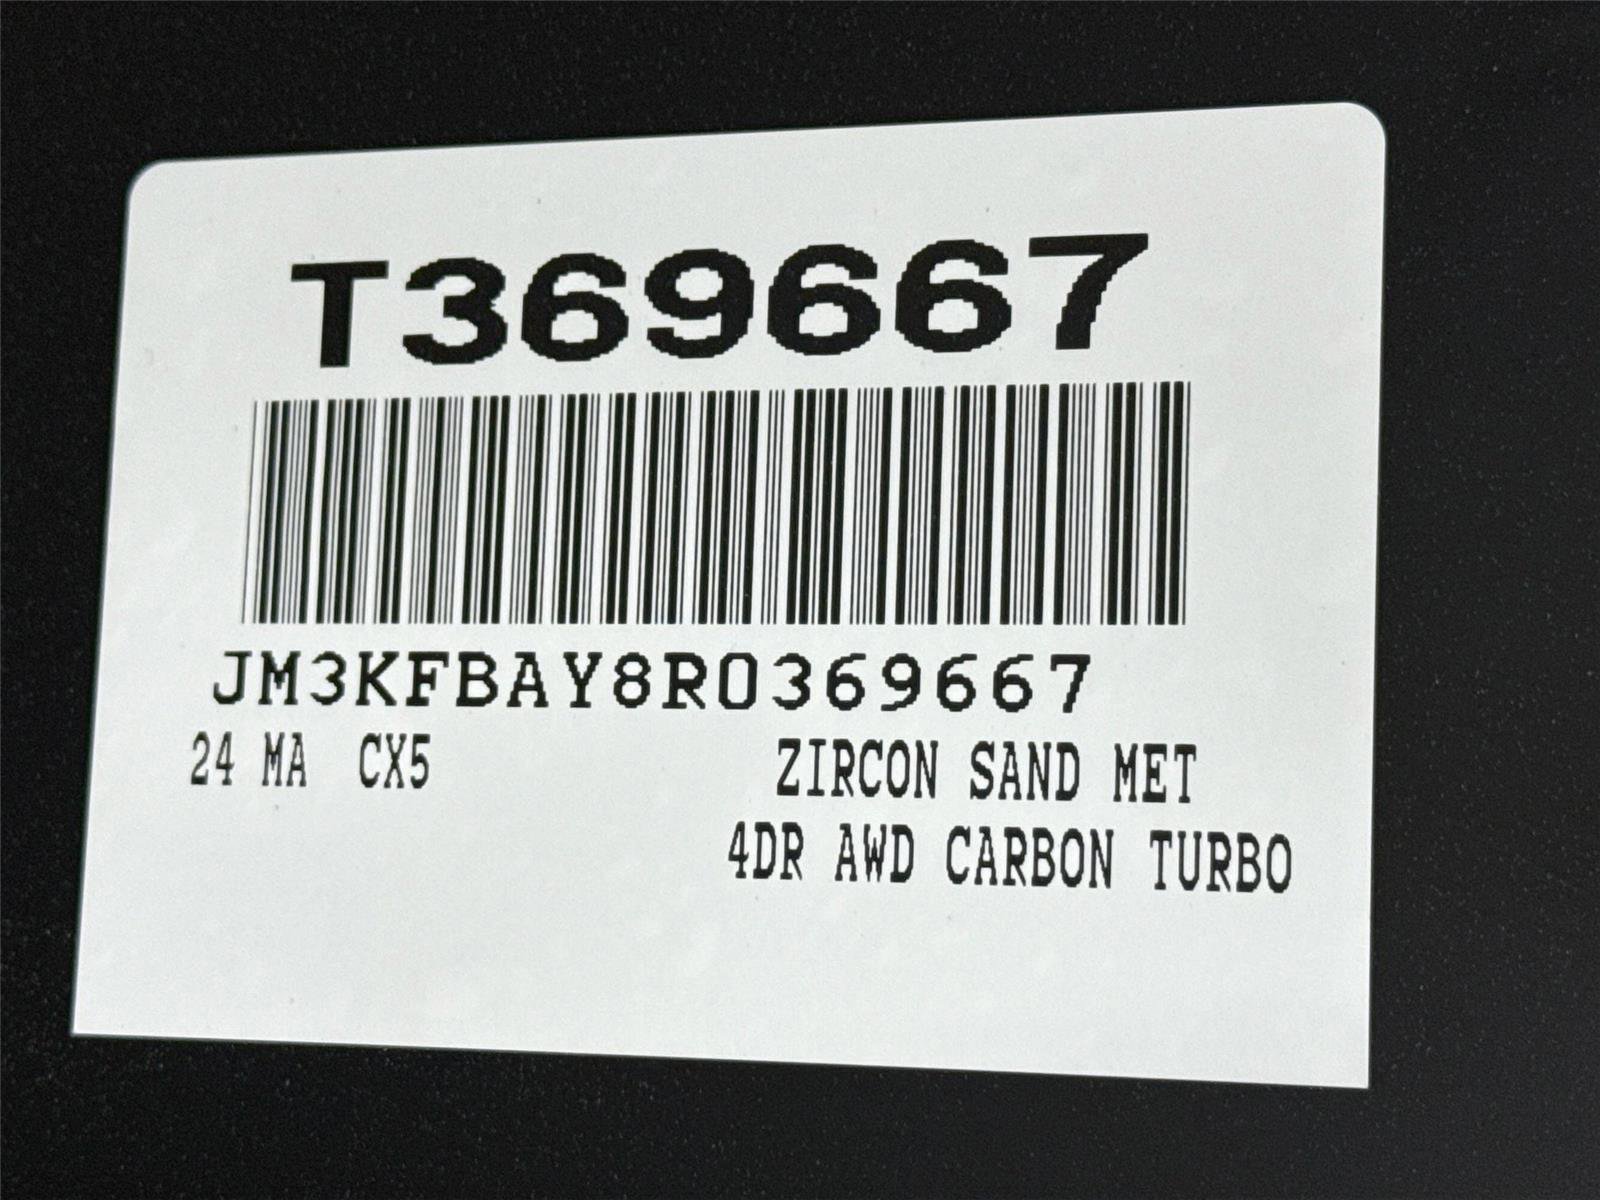 T369667
JM3KFBAY8R0369667
24 MA CX5 ZIRCON SAND MET
4DR AWD CARBON TURBO